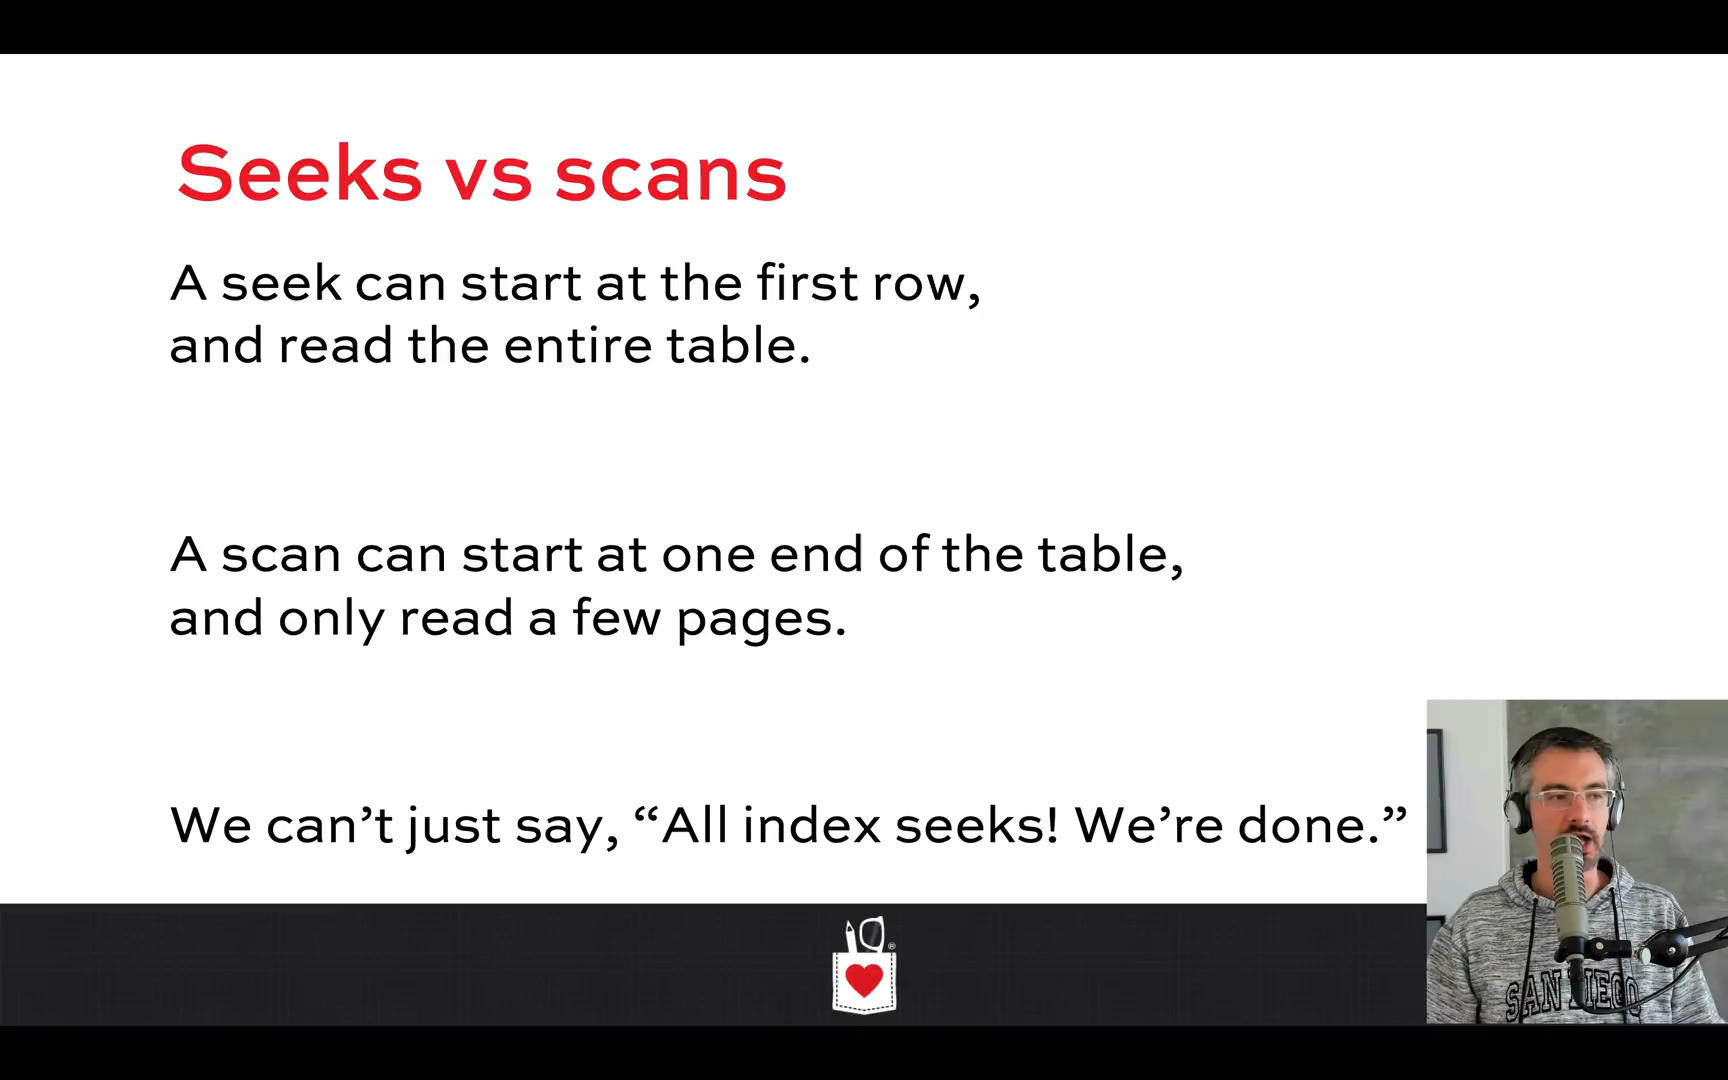 Seeks vs scans
A seek can start at the first row,
and read the entire table.
A scan can start at one end of the table,
and only read a few pages.
We can’t just say, “All index seeks! We’re done.”
®
SAN DIEGO